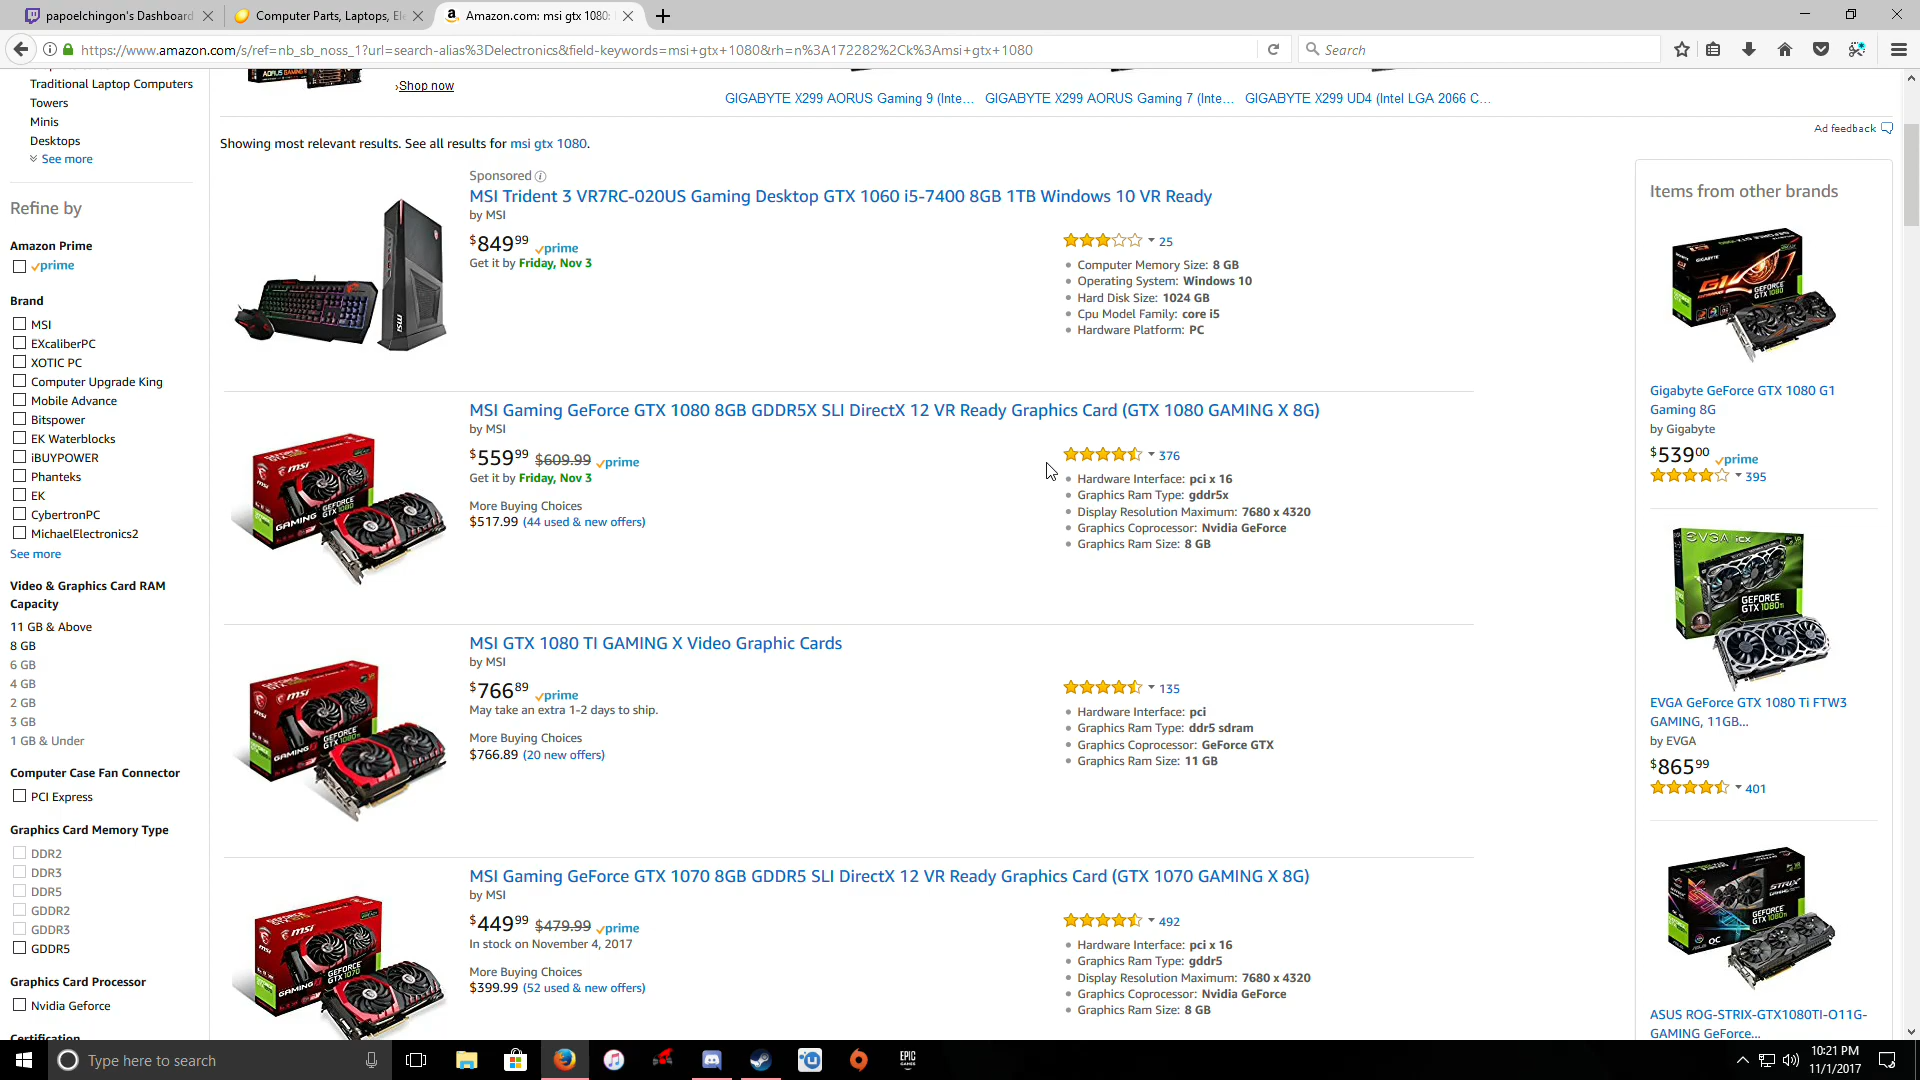 papoelchingon's Dashboard
Computer Parts, Laptops, Ele
Amazon.com: msi gtx 1080:
https://www.amazon.com/s/ref=nb_sb_noss_1?url=search-alias%3Delectronics&field-keywords=msi+gtx+1080&rh=n%3A172282%2Ck%3Amsi+gtx+1080
Search
Traditional Laptop Computers
Towers
Minis
Desktops
See more
Refine by
Amazon Prime
prime
Brand
MSI
EXcaliberPC
XOTIC PC
Computer Upgrade King
Mobile Advance
Bitspower
EK Waterblocks
iBUYPOWER
Phanteks
EK
CybertronPC
MichaelElectronics2
See more
Video & Graphics Card RAM
Capacity
11 GB & Above
8 GB
6 GB
4 GB
2 GB
3 GB
1 GB & Under
Computer Case Fan Connector
PCI Express
Graphics Card Memory Type
DDR2
DDR3
DDR5
GDDR2
GDDR3
GDDR5
Graphics Card Processor
Nvidia Geforce
Certification
›Shop now
GIGABYTE X299 AORUS Gaming 9 (Inte...
GIGABYTE X299 AORUS Gaming 7 (Inte...
GIGABYTE X299 UD4 (Intel LGA 2066 C...
Ad feedback
Showing most relevant results. See all results for msi gtx 1080.
Sponsored
MSI Trident 3 VR7RC-020US Gaming Desktop GTX 1060 i5-7400 8GB 1TB Windows 10 VR Ready
by MSI
$849 99 prime
Get it by Friday, Nov 3
25
Computer Memory Size: 8 GB
Operating System: Windows 10
Hard Disk Size: 1024 GB
Cpu Model Family: core i5
Hardware Platform: PC
MSI Gaming GeForce GTX 1080 8GB GDDR5X SLI DirectX 12 VR Ready Graphics Card (GTX 1080 GAMING X 8G)
by MSI
$559 99 $609.99 prime
Get it by Friday, Nov 3
More Buying Choices
$517.99 (44 used & new offers)
376
Hardware Interface: pci x 16
Graphics Ram Type: gddr5x
Display Resolution Maximum: 7680 x 4320
Graphics Coprocessor: Nvidia GeForce
Graphics Ram Size: 8 GB
MSI GTX 1080 TI GAMING X Video Graphic Cards
by MSI
$766 89 prime
May take an extra 1-2 days to ship.
More Buying Choices
$766.89 (20 new offers)
135
Hardware Interface: pci
Graphics Ram Type: ddr5 sdram
Graphics Coprocessor: GeForce GTX
Graphics Ram Size: 11 GB
MSI Gaming GeForce GTX 1070 8GB GDDR5 SLI DirectX 12 VR Ready Graphics Card (GTX 1070 GAMING X 8G)
by MSI
$449 99 $479.99 prime
In stock on November 4, 2017
More Buying Choices
$399.99 (52 used & new offers)
492
Hardware Interface: pci x 16
Graphics Ram Type: gddr5
Display Resolution Maximum: 7680 x 4320
Graphics Coprocessor: Nvidia GeForce
Graphics Ram Size: 8 GB
Items from other brands
Gigabyte GeForce GTX 1080 G1
Gaming 8G
by Gigabyte
$539 00 prime
395
EVGA GeForce GTX 1080 Ti FTW3
GAMING, 11GB...
by EVGA
$865 99
401
ASUS ROG-STRIX-GTX1080TI-O11G-
GAMING GeForce...
Type here to search
EPIC
GAMES
10:21 PM
11/1/2017